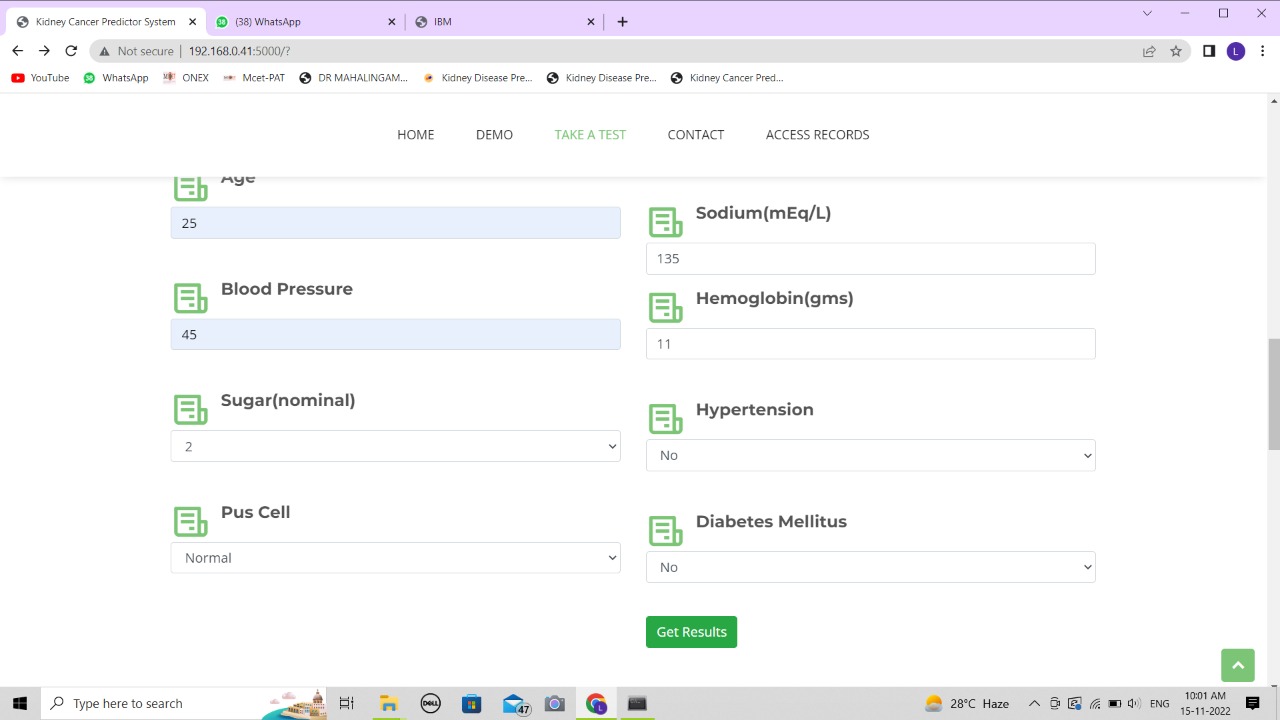 Kidney Cancer Predictor System
(38) WhatsApp
IBM
Not secure | 192.168.0.41:5000/?
L
YouTube
WhatsApp
ONEX
Mcet-PAT
DR MAHALINGAM...
Kidney Disease Pre...
Kidney Disease Pre...
Kidney Cancer Pred...
HOME
DEMO
TAKE A TEST
CONTACT
ACCESS RECORDS
Age
25
Blood Pressure
45
Sugar(nominal)
2
Pus Cell
Normal
Sodium(mEq/L)
135
Hemoglobin(gms)
11
Hypertension
No
Diabetes Mellitus
No
Get Results
Type here to search
DELL
47
L
28°C Haze
ENG
10:01 AM
15-11-2022